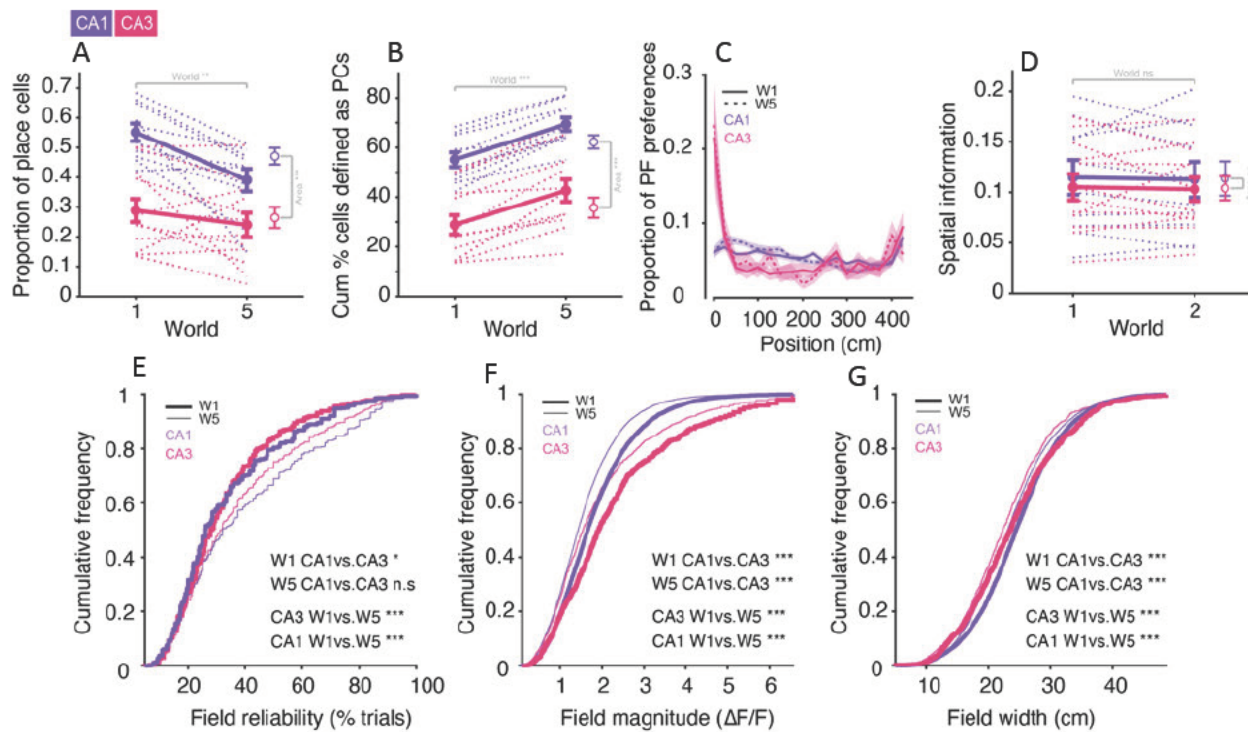 CA1 CA3
A
Proportion of place cells
0.7
0.6
0.5
0.4
0.3
0.2
0.1
0
World **
Area ***
1 5
World
B
Cum % cells defined as PCs
80
60
40
20
0
World ***
Area ***
1 5
World
C
Proportion of PF preferences
0.3
0.2
0.1
0
W1
W5
CA1
CA3
0 100 200 300 400
Position (cm)
D
Spatial information
0.2
0.15
0.1
0.05
0
World ns
1 2
World
E
Cumulative frequency
1
0.8
0.6
0.4
0.2
0
W1
W5
CA1
CA3
W1 CA1vs.CA3 *
W5 CA1vs.CA3 n.s
CA3 W1vs.W5 ***
CA1 W1vs.W5 ***
20 40 60 80 100
Field reliability (% trials)
F
Cumulative frequency
1
0.8
0.6
0.4
0.2
0
W1
W5
CA1
CA3
W1 CA1vs.CA3 ***
W5 CA1vs.CA3 ***
CA3 W1vs.W5 ***
CA1 W1vs.W5 ***
1 2 3 4 5 6
Field magnitude (ΔF/F)
G
Cumulative frequency
1
0.8
0.6
0.4
0.2
0
W1
W5
CA1
CA3
W1 CA1vs.CA3 ***
W5 CA1vs.CA3 ***
CA3 W1vs.W5 ***
CA1 W1vs.W5 ***
10 20 30 40
Field width (cm)